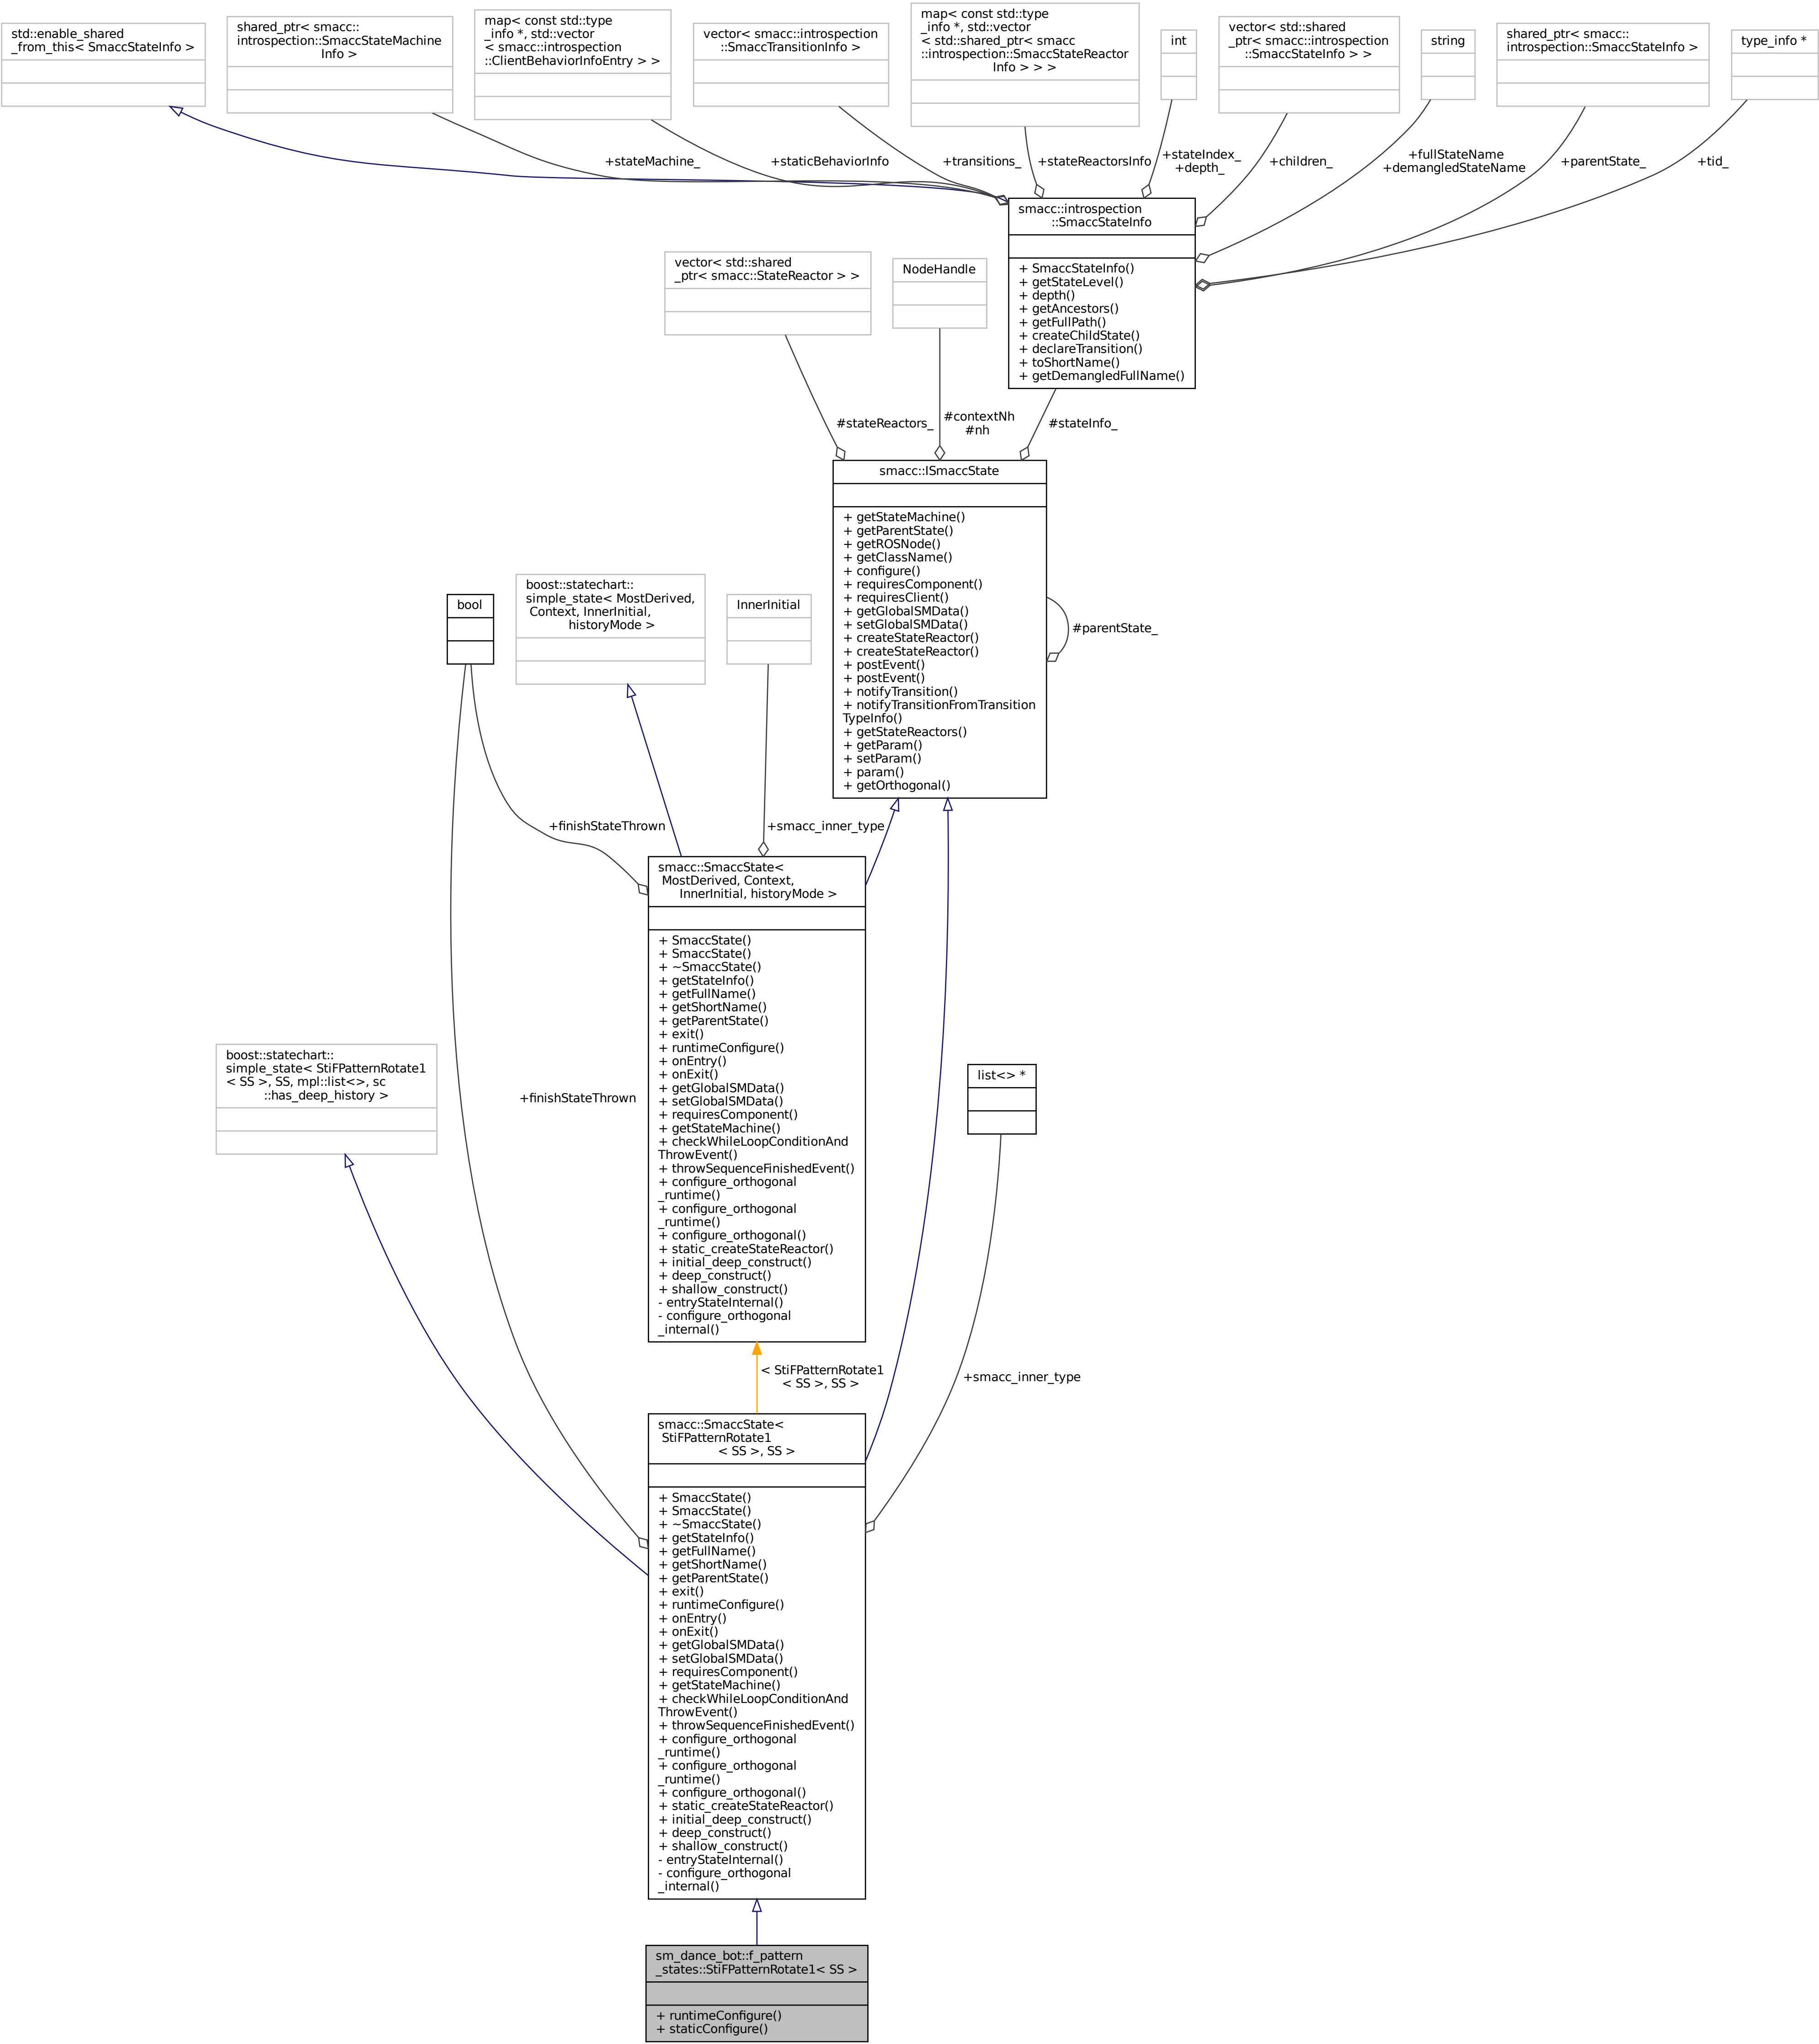 std::enable_shared
_from_this< SmaccStateInfo >
shared_ptr< smacc::
introspection::SmaccStateMachine
Info >
map< const std::type
_info *, std::vector
< smacc::introspection
::ClientBehaviorInfoEntry > >
vector< smacc::introspection
::SmaccTransitionInfo >
map< const std::type
_info *, std::vector
< std::shared_ptr< smacc
::introspection::SmaccStateReactor
Info > > >
int
vector< std::shared
_ptr< smacc::introspection
::SmaccStateInfo > >
string
shared_ptr< smacc::
introspection::SmaccStateInfo >
type_info *
+stateMachine_
+staticBehaviorInfo
+transitions_
+stateReactorsInfo
+stateIndex_
+depth_
+children_
+fullStateName
+demangledStateName
+parentState_
+tid_
smacc::introspection
::SmaccStateInfo
+ SmaccStateInfo()
+ getStateLevel()
+ depth()
+ getAncestors()
+ getFullPath()
+ createChildState()
+ declareTransition()
+ toShortName()
+ getDemangledFullName()
vector< std::shared
_ptr< smacc::StateReactor > >
NodeHandle
#stateReactors_
#contextNh
#nh
#stateInfo_
smacc::ISmaccState
+ getStateMachine()
+ getParentState()
+ getROSNode()
+ getClassName()
+ configure()
+ requiresComponent()
+ requiresClient()
+ getGlobalSMData()
+ setGlobalSMData()
+ createStateReactor()
+ createStateReactor()
+ postEvent()
+ postEvent()
+ notifyTransition()
+ notifyTransitionFromTransition
TypeInfo()
+ getStateReactors()
+ getParam()
+ setParam()
+ param()
+ getOrthogonal()
#parentState_
bool
boost::statechart::
simple_state< MostDerived,
Context, InnerInitial,
historyMode >
InnerInitial
+finishStateThrown
+smacc_inner_type
smacc::SmaccState<
MostDerived, Context,
InnerInitial, historyMode >
+ SmaccState()
+ SmaccState()
+ ~SmaccState()
+ getStateInfo()
+ getFullName()
+ getShortName()
+ getParentState()
+ exit()
+ runtimeConfigure()
+ onEntry()
+ onExit()
+ getGlobalSMData()
+ setGlobalSMData()
+ requiresComponent()
+ getStateMachine()
+ checkWhileLoopConditionAnd
ThrowEvent()
+ throwSequenceFinishedEvent()
+ configure_orthogonal
_runtime()
+ configure_orthogonal
_runtime()
+ configure_orthogonal()
+ static_createStateReactor()
+ initial_deep_construct()
+ deep_construct()
+ shallow_construct()
- entryStateInternal()
- configure_orthogonal
_internal()
boost::statechart::
simple_state< StiFPatternRotate1
< SS >, SS, mpl::list<>, sc
::has_deep_history >
+finishStateThrown
list<> *
< StiFPatternRotate1
< SS >, SS >
+smacc_inner_type
smacc::SmaccState<
StiFPatternRotate1
< SS >, SS >
+ SmaccState()
+ SmaccState()
+ ~SmaccState()
+ getStateInfo()
+ getFullName()
+ getShortName()
+ getParentState()
+ exit()
+ runtimeConfigure()
+ onEntry()
+ onExit()
+ getGlobalSMData()
+ setGlobalSMData()
+ requiresComponent()
+ getStateMachine()
+ checkWhileLoopConditionAnd
ThrowEvent()
+ throwSequenceFinishedEvent()
+ configure_orthogonal
_runtime()
+ configure_orthogonal
_runtime()
+ configure_orthogonal()
+ static_createStateReactor()
+ initial_deep_construct()
+ deep_construct()
+ shallow_construct()
- entryStateInternal()
- configure_orthogonal
_internal()
sm_dance_bot::f_pattern
_states::StiFPatternRotate1< SS >
+ runtimeConfigure()
+ staticConfigure()